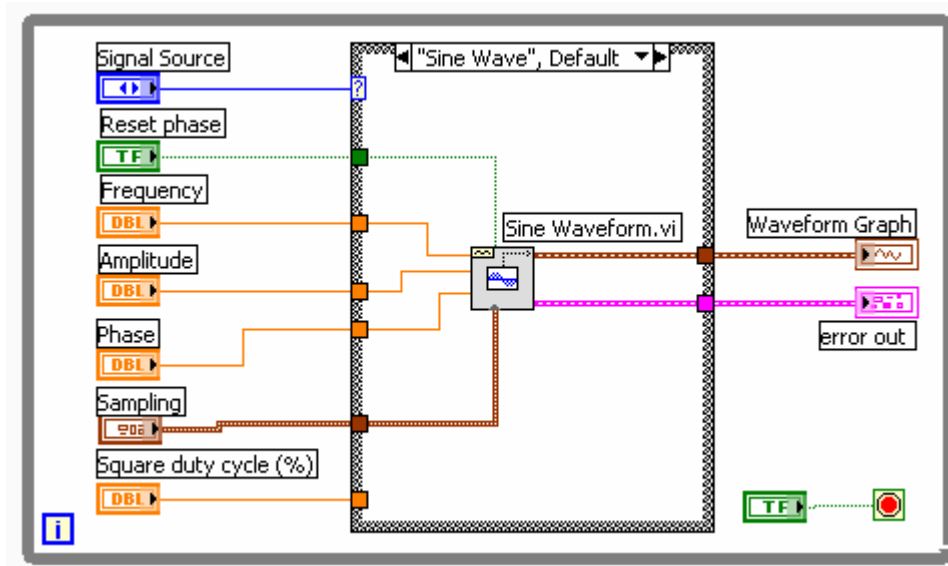 Signal Source
"Sine Wave", Default
?
Reset phase
TF
Frequency
DBL
Sine Waveform.vi
Waveform Graph
Amplitude
DBL
error out
Phase
DBL
Sampling
Square duty cycle (%)
DBL
TF
i